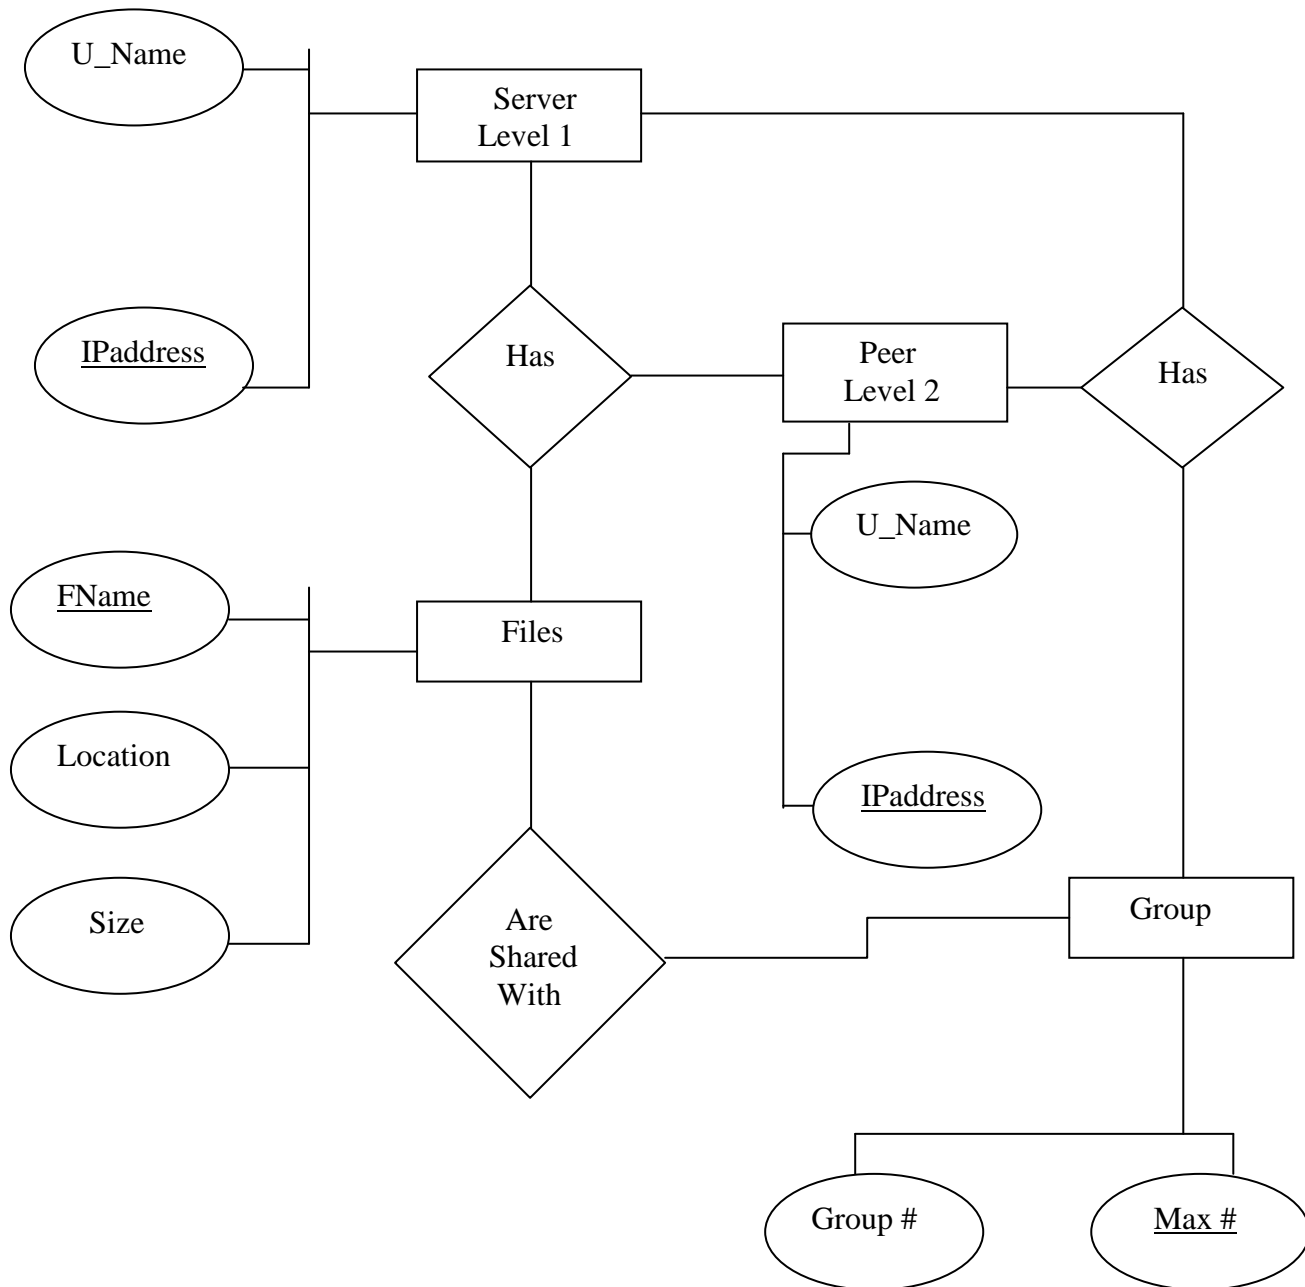 U_Name
Server
Level 1
IPaddress
Has
Peer
Level 2
Has
U_Name
FName
Files
Location
IPaddress
Size
Are
Shared
With
Group
Group #
Max #